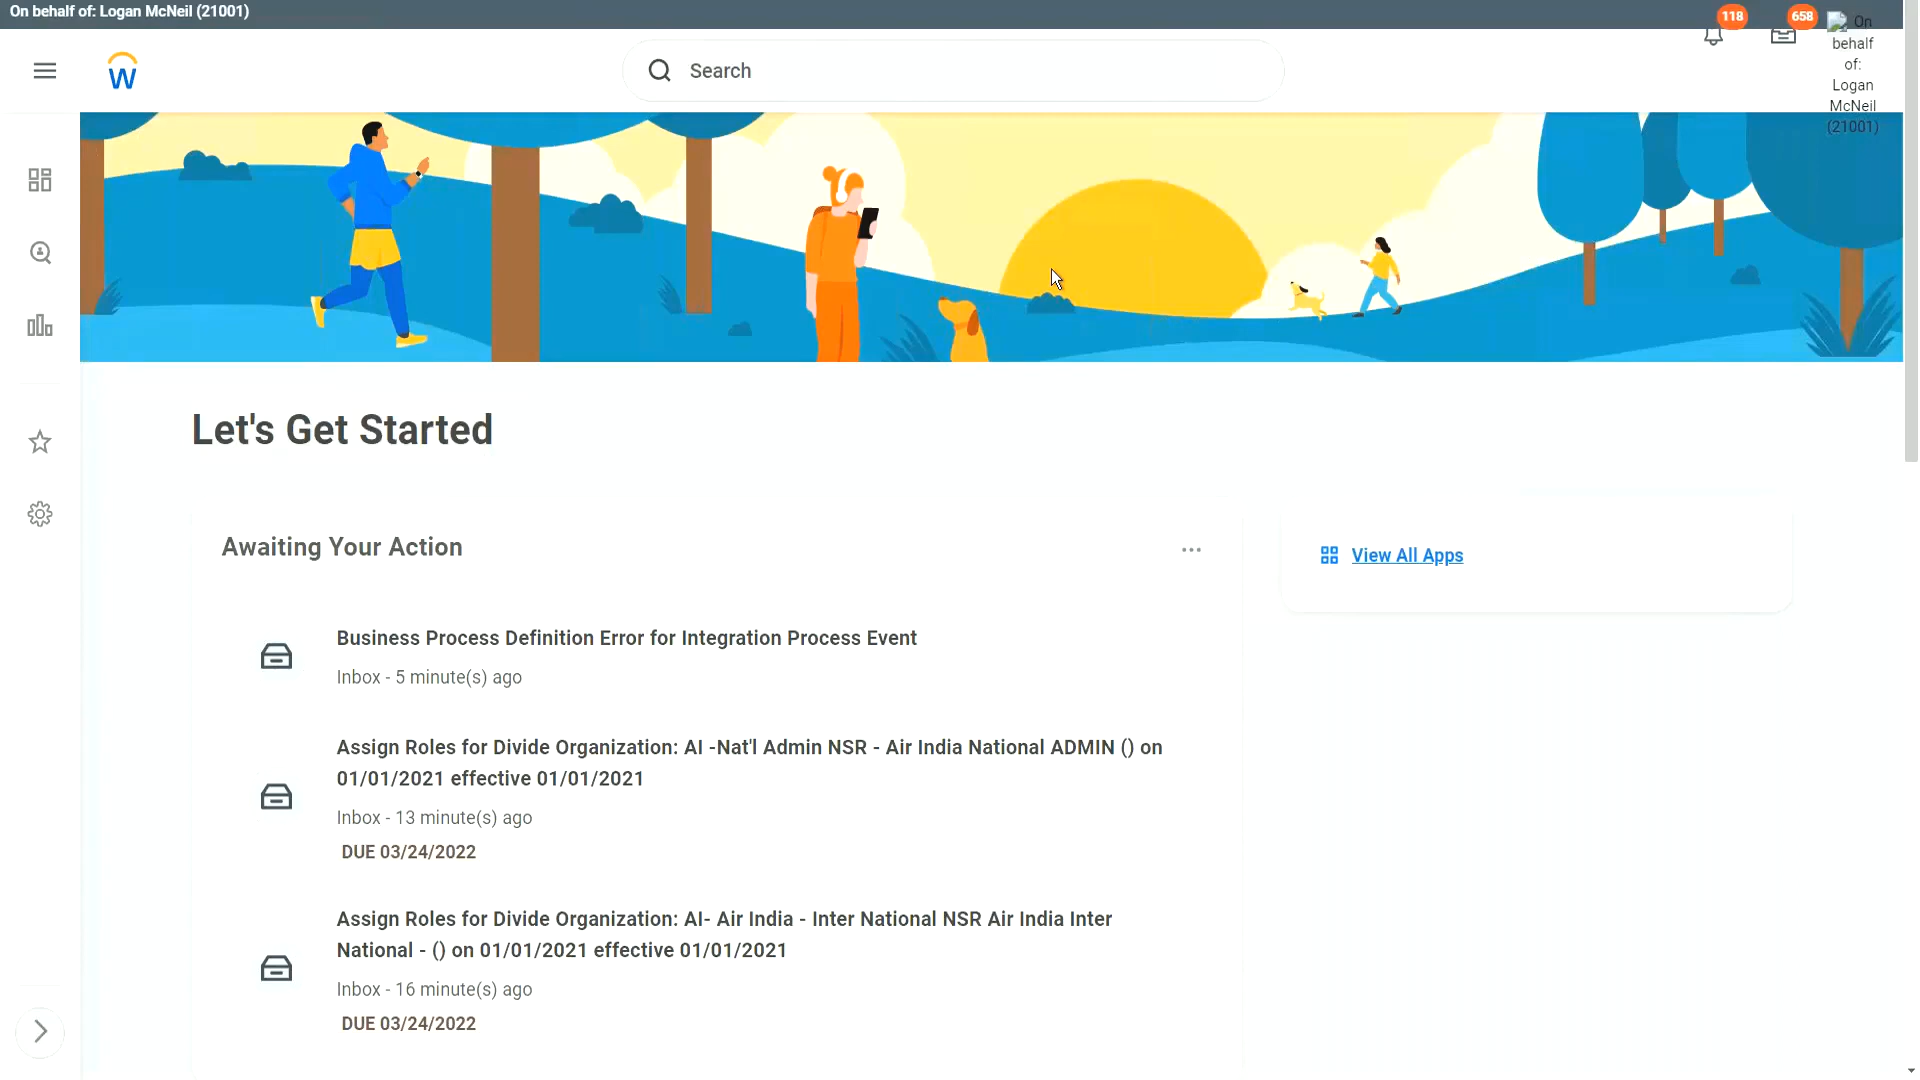 On behalf of: Logan McNeil (21001)
118
658
On
behalf
of:
Logan
McNeil
(21001)
W
Search
Let's Get Started
Awaiting Your Action
View All Apps
Business Process Definition Error for Integration Process Event
Inbox - 5 minute(s) ago
Assign Roles for Divide Organization: AI -Nat'l Admin NSR - Air India National ADMIN () on
01/01/2021 effective 01/01/2021
Inbox - 13 minute(s) ago
DUE 03/24/2022
Assign Roles for Divide Organization: AI- Air India - Inter National NSR Air India Inter
National - () on 01/01/2021 effective 01/01/2021
Inbox - 16 minute(s) ago
DUE 03/24/2022